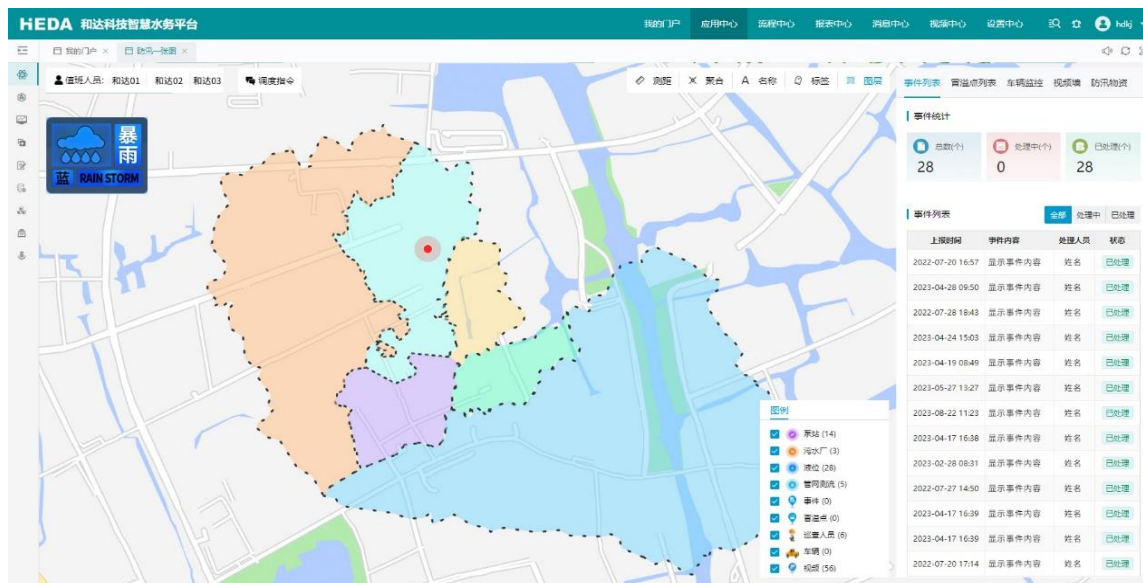 HEDA 和达科技智慧水务平台
我的门户 应用中心 流程中心 报表中心 消息中心 视频中心 设置中心 hdkj
我的门户 × 防汛一张图 ×
值班人员: 和达01 和达02 和达03 调度指令
测距 聚合 A 名称 标签 图层
事件列表 冒溢点列表 车辆监控 视频墙 防汛物资
暴雨
蓝 RAIN STORM
事件统计
总数(个) 处理中(个) 已处理(个)
28 0 28
事件列表 全部 处理中 已处理
上报时间 事件内容 处理人员 状态
2022-07-20 16:57 显示事件内容 姓名 已处理
2023-04-28 09:50 显示事件内容 姓名 已处理
2022-07-28 18:43 显示事件内容 姓名 已处理
2023-04-24 15:03 显示事件内容 姓名 已处理
2023-04-19 08:49 显示事件内容 姓名 已处理
2023-05-27 13:27 显示事件内容 姓名 已处理
2023-08-22 11:23 显示事件内容 姓名 已处理
2023-04-17 16:38 显示事件内容 姓名 已处理
2023-02-28 08:31 显示事件内容 姓名 已处理
2022-07-27 14:50 显示事件内容 姓名 已处理
2023-04-17 16:39 显示事件内容 姓名 已处理
2023-04-17 16:39 显示事件内容 姓名 已处理
2022-07-20 17:14 显示事件内容 姓名 已处理
图例
泵站 (14)
污水厂 (3)
液位 (28)
管网测流 (5)
事件 (0)
冒溢点 (0)
巡查人员 (6)
车辆 (0)
视频 (56)